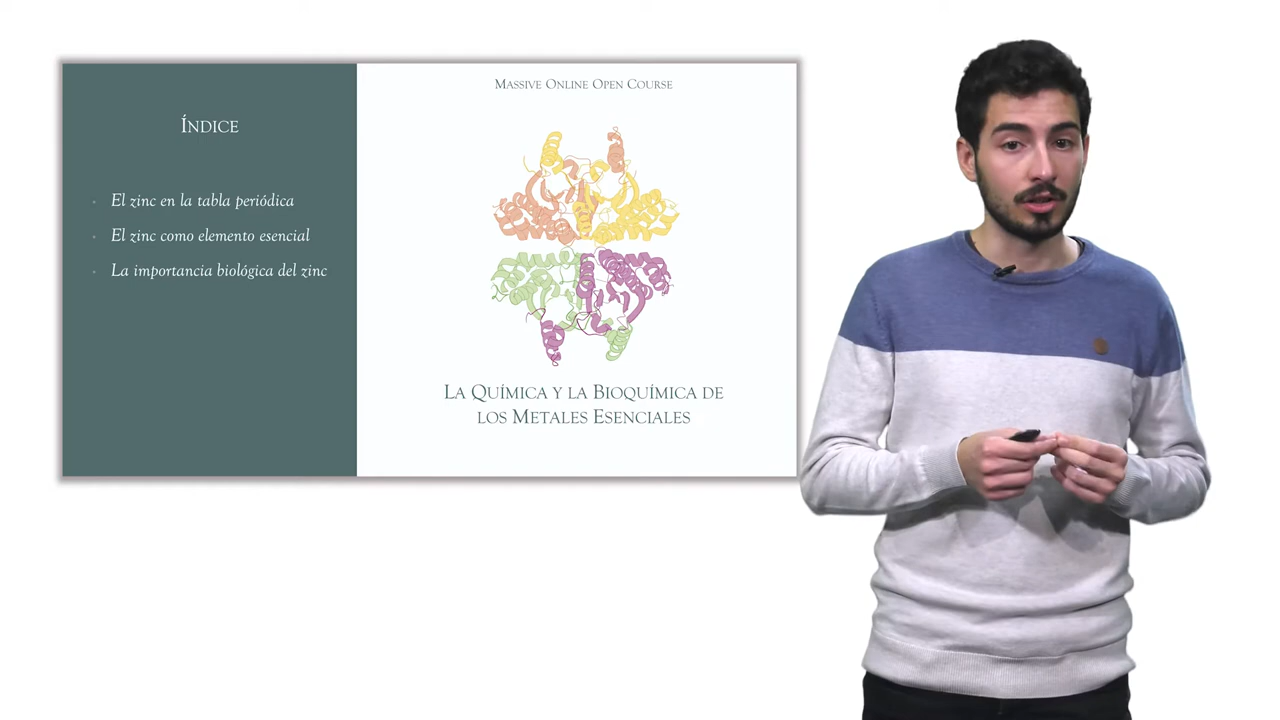 ÍNDICE
El zinc en la tabla periódica
El zinc como elemento esencial
La importancia biológica del zinc
MASSIVE ONLINE OPEN COURSE
LA QUÍMICA Y LA BIOQUÍMICA DE
LOS METALES ESENCIALES